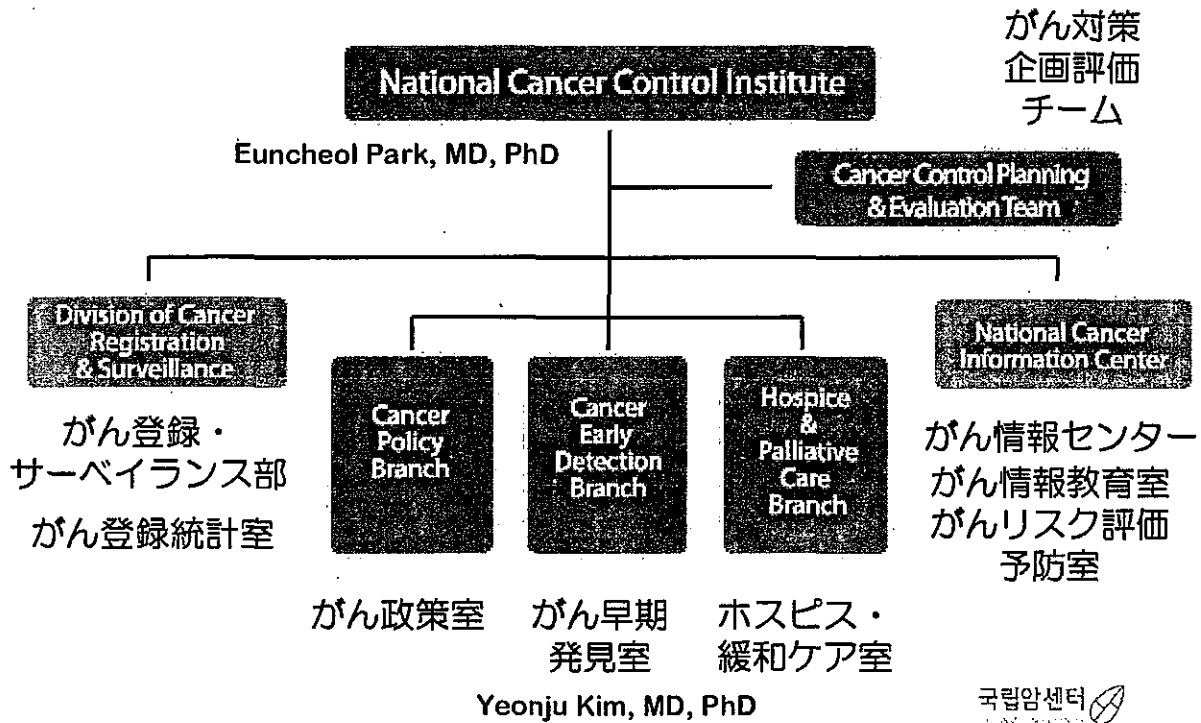 がん対策
企画評価
チーム
National Cancer Control Institute
Euncheol Park, MD, PhD
Cancer Control Planning
& Evaluation Team
Division of Cancer
Registration
& Surveillance
National Cancer
Information Center
Cancer
Policy
Branch
Cancer
Early
Detection
Branch
Hospice
&
Palliative
Care
Branch
がん登録・
サーベイランス部
がん登録統計室
がん情報センター
がん情報教育室
がんリスク評価
予防室
がん政策室
がん早期
発見室
ホスピス・
緩和ケア室
Yeonju Kim, MD, PhD
국립암센터